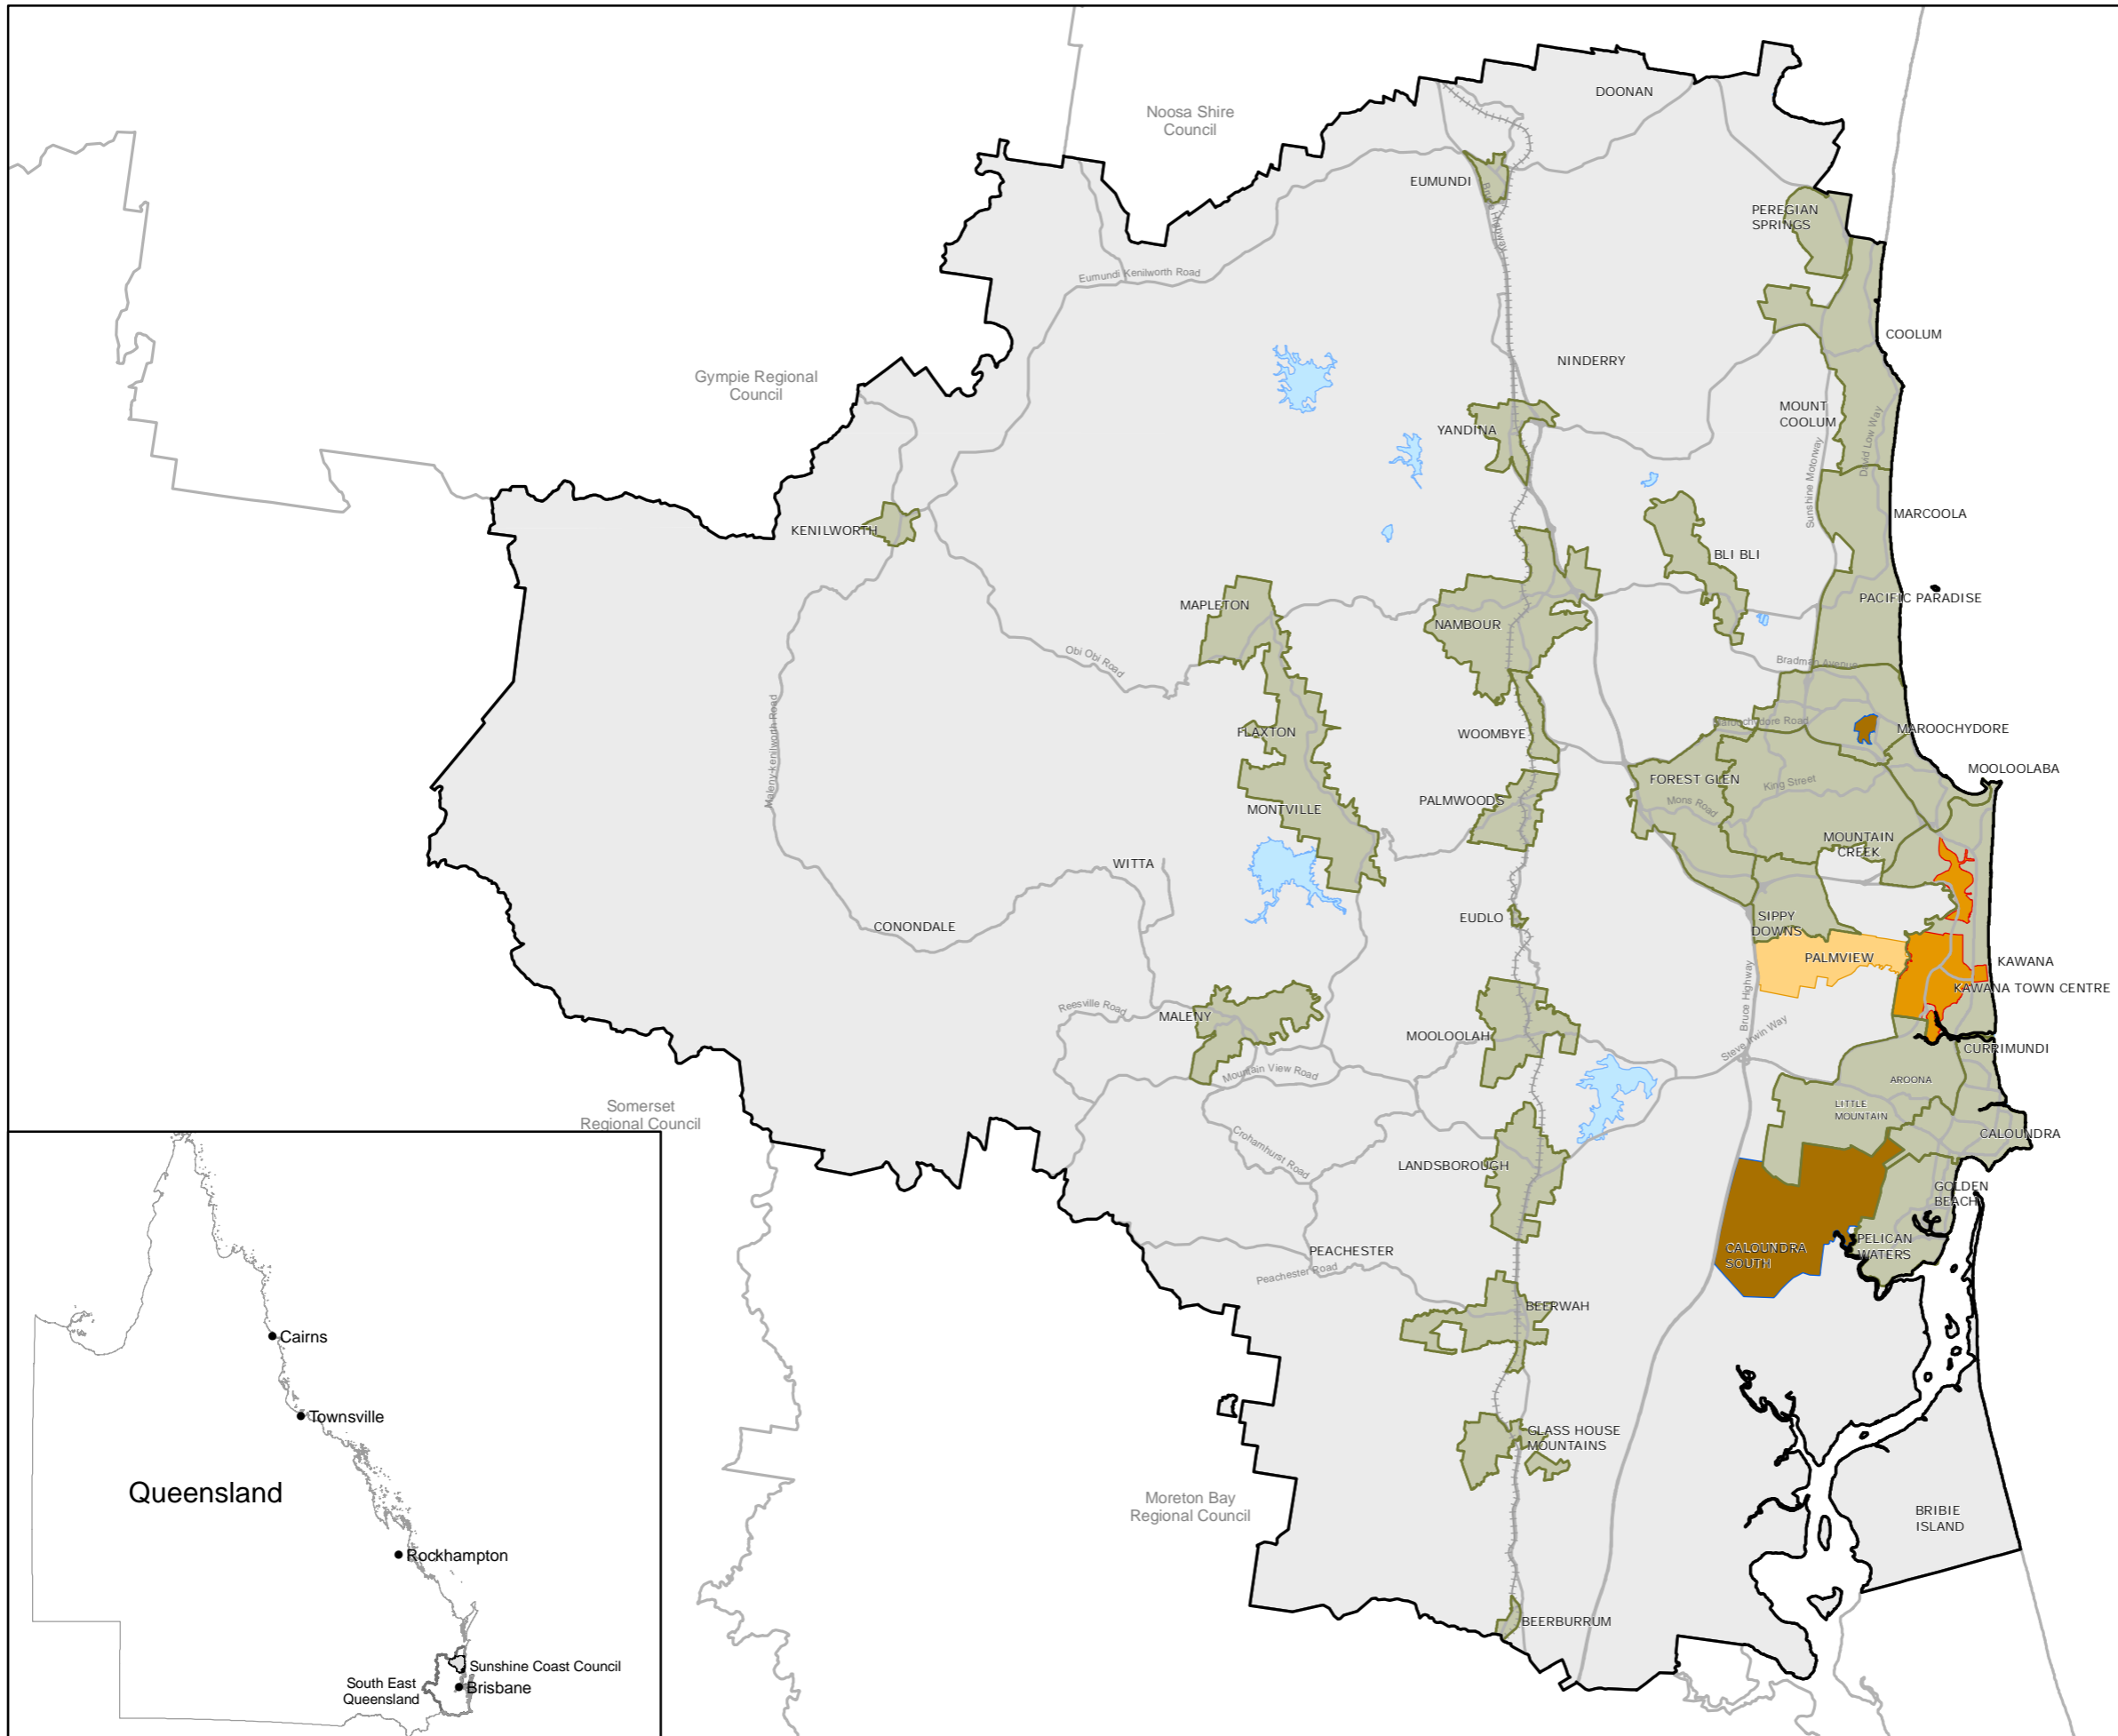 DOONAN
Noosa Shire
Council
EUMUNDI
Bruce Highway
PEREGIAN
SPRINGS
Eumundi Kenilworth Road
COOLUM
NINDERRY
Gympie Regional
Council
MOUNT
COOLUM
David Low Way
YANDINA
Sunshine Motorway
MARCOOLA
KENILWORTH
BLI BLI
PACIFIC PARADISE
MAPLETON
NAMBOUR
Obi Obi Road
Bradman Avenue
Maleny kenilworth Road
Maroochydore Road
MAROOCHYDORE
FLAXTON
WOOMBYE
MOOLOOLABA
FOREST GLEN
King Street
Mons Road
PALMWOODS
MONTVILLE
MOUNTAIN
CREEK
WITTA
CONONDALE
EUDLO
SIPPY
DOWNS
PALMVIEW
KAWANA
KAWANA TOWN CENTRE
Bruce Highway
Reesville Road
MALENY
MOOLOOLAH
Steve Irwin Way
CURRIMUNDI
Mountain View Road
AROONA
LITTLE
MOUNTAIN
Somerset
Regional Council
Crohamhurst Road
CALOUNDRA
LANDSBOROUGH
GOLDEN
BEACH
PELICAN
WATERS
CALOUNDRA
SOUTH
PEACHESTER
Peachester Road
BEERWAH
GLASS HOUSE
MOUNTAINS
Moreton Bay
Regional Council
BRIBIE
ISLAND
BEERBURRUM
Cairns
Townsville
Queensland
Rockhampton
Sunshine Coast Council
South East
Queensland
Brisbane